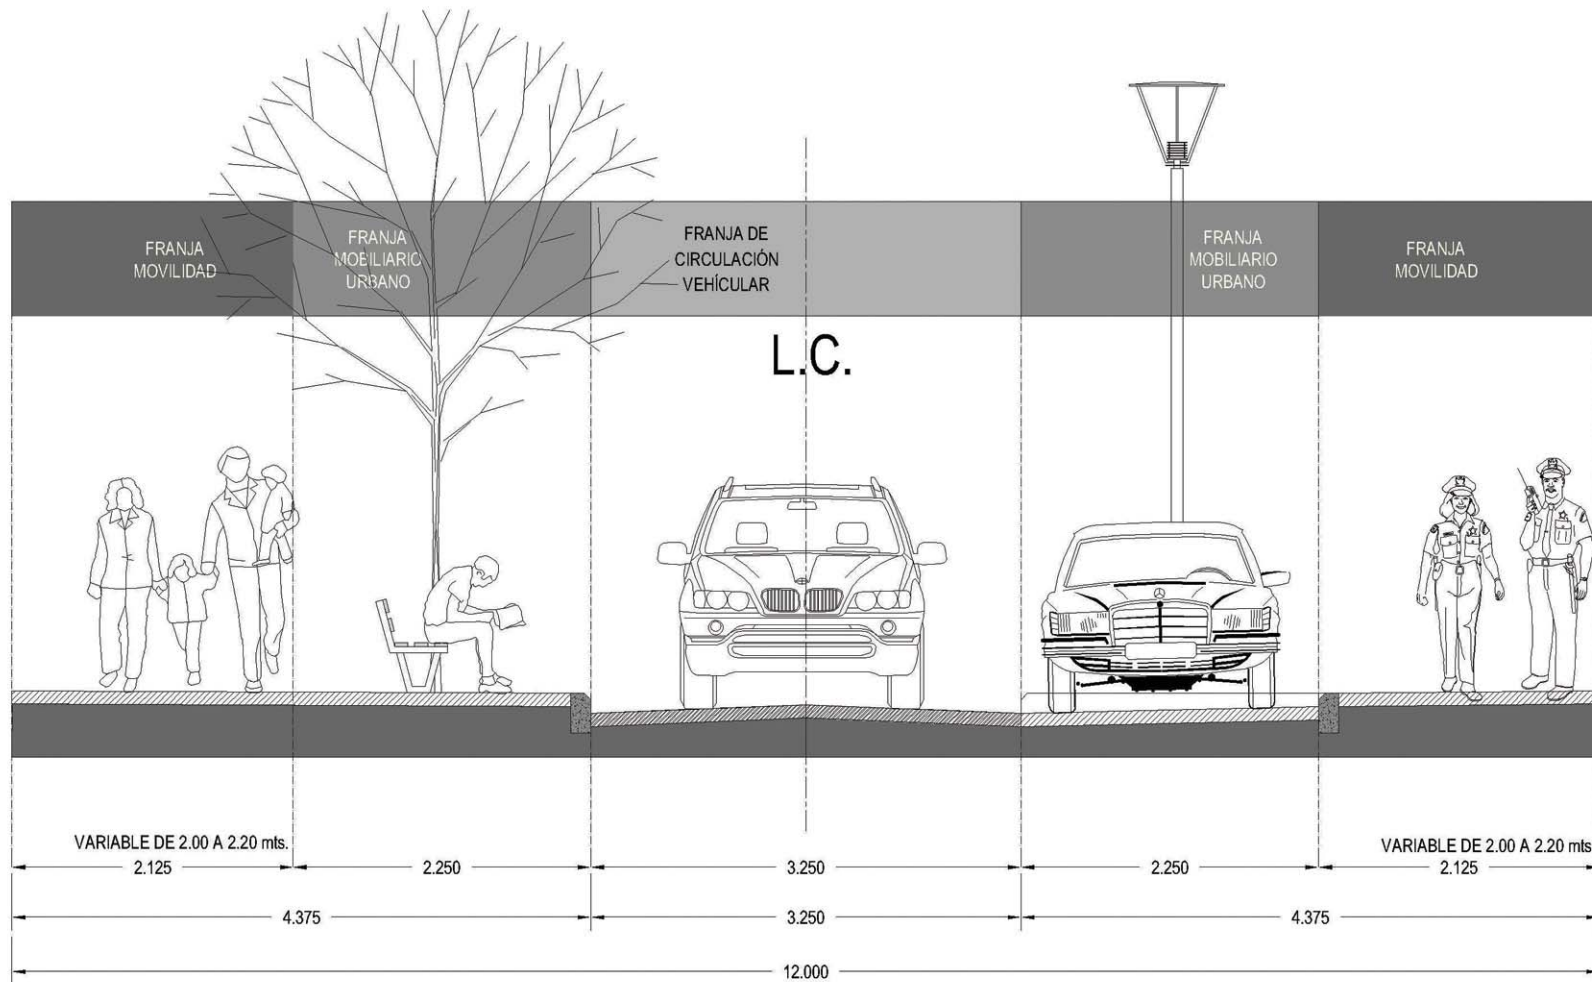 FRANJA
MOVILIDAD
FRANJA
MOBILIARIO
URBANO
FRANJA DE
CIRCULACIÓN
VEHÍCULAR
FRANJA
MOBILIARIO
URBANO
FRANJA
MOVILIDAD
L.C.
VARIABLE DE 2.00 A 2.20 mts.
VARIABLE DE 2.00 A 2.20 mts
2.125
2.250
3.250
2.250
2.125
4.375
3.250
4.375
12.000